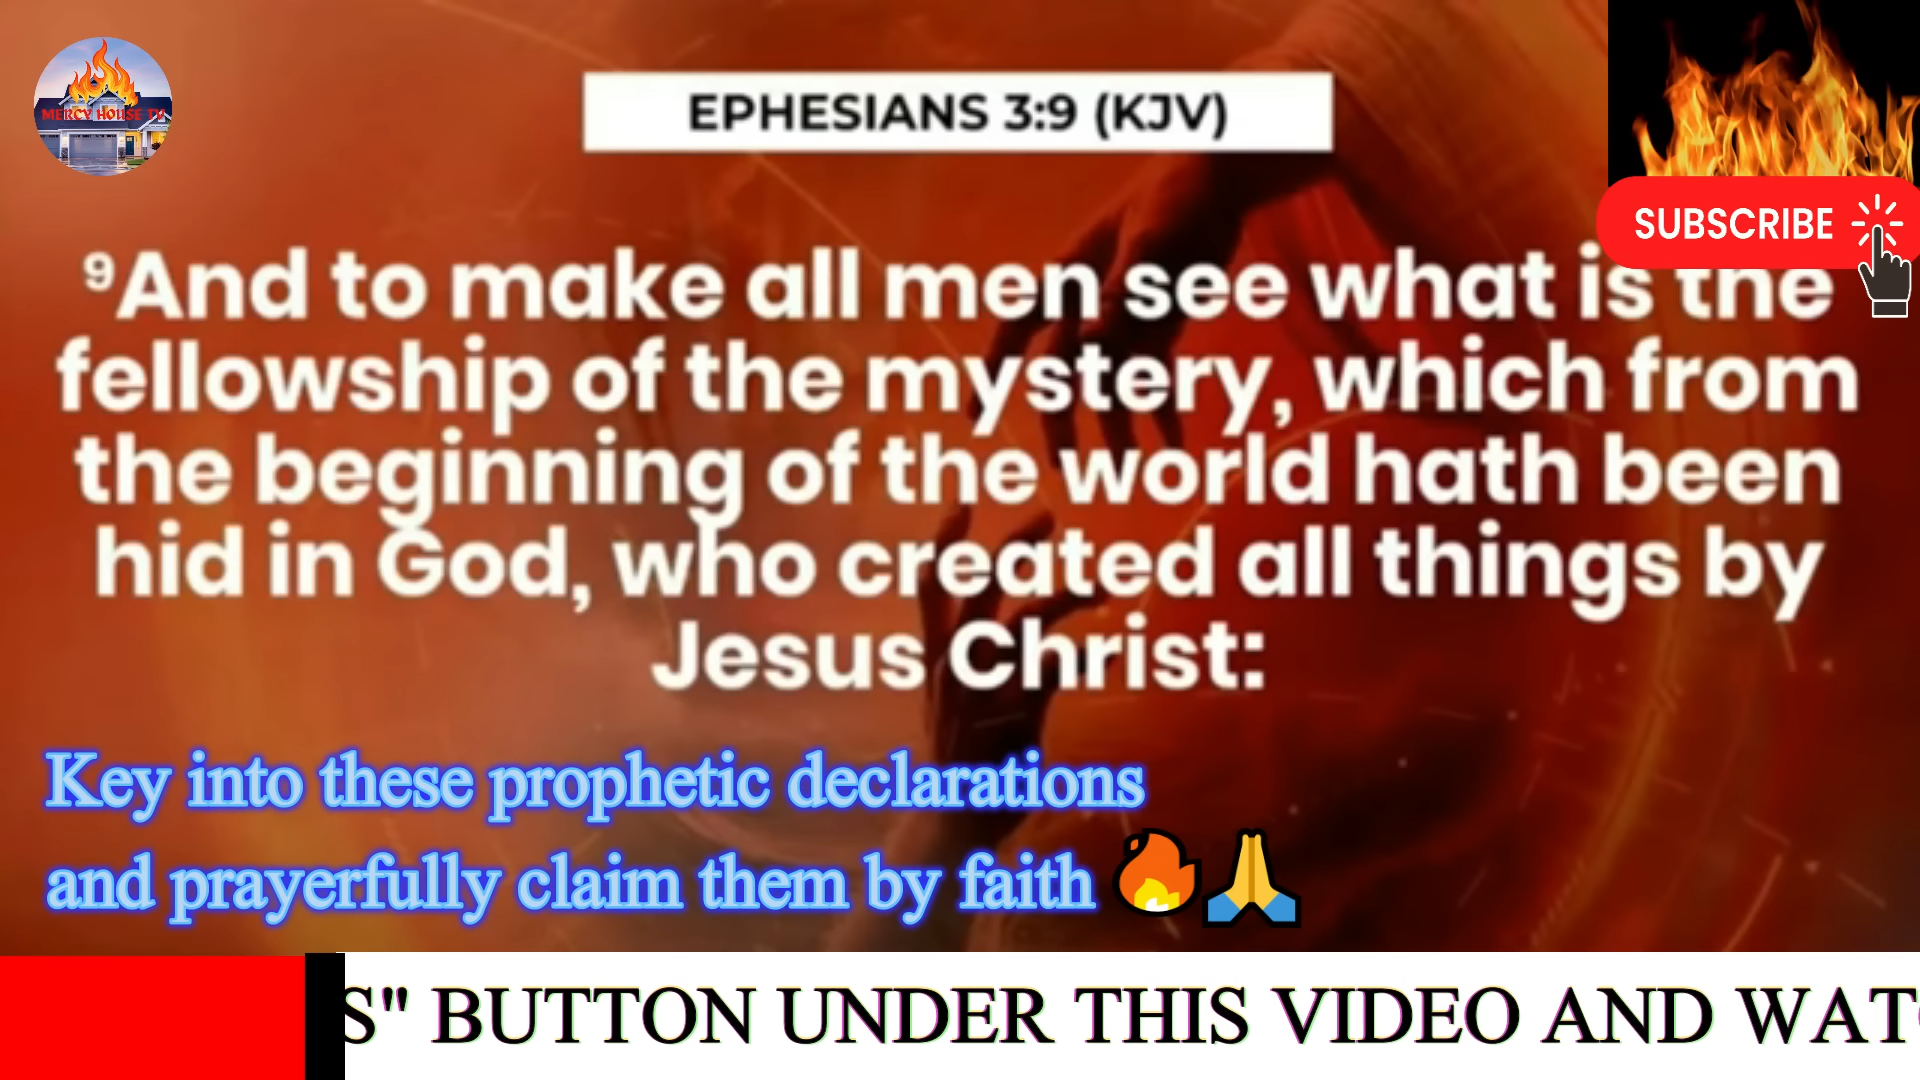 MERCY HOUSE TV
EPHESIANS 3:9 (KJV)
SUBSCRIBE
⁹And to make all men see what is the
fellowship of the mystery, which from
the beginning of the world hath been
hid in God, who created all things by
Jesus Christ:
Key into these prophetic declarations
and prayerfully claim them by faith 🔥🙏
S" BUTTON UNDER THIS VIDEO AND WAT